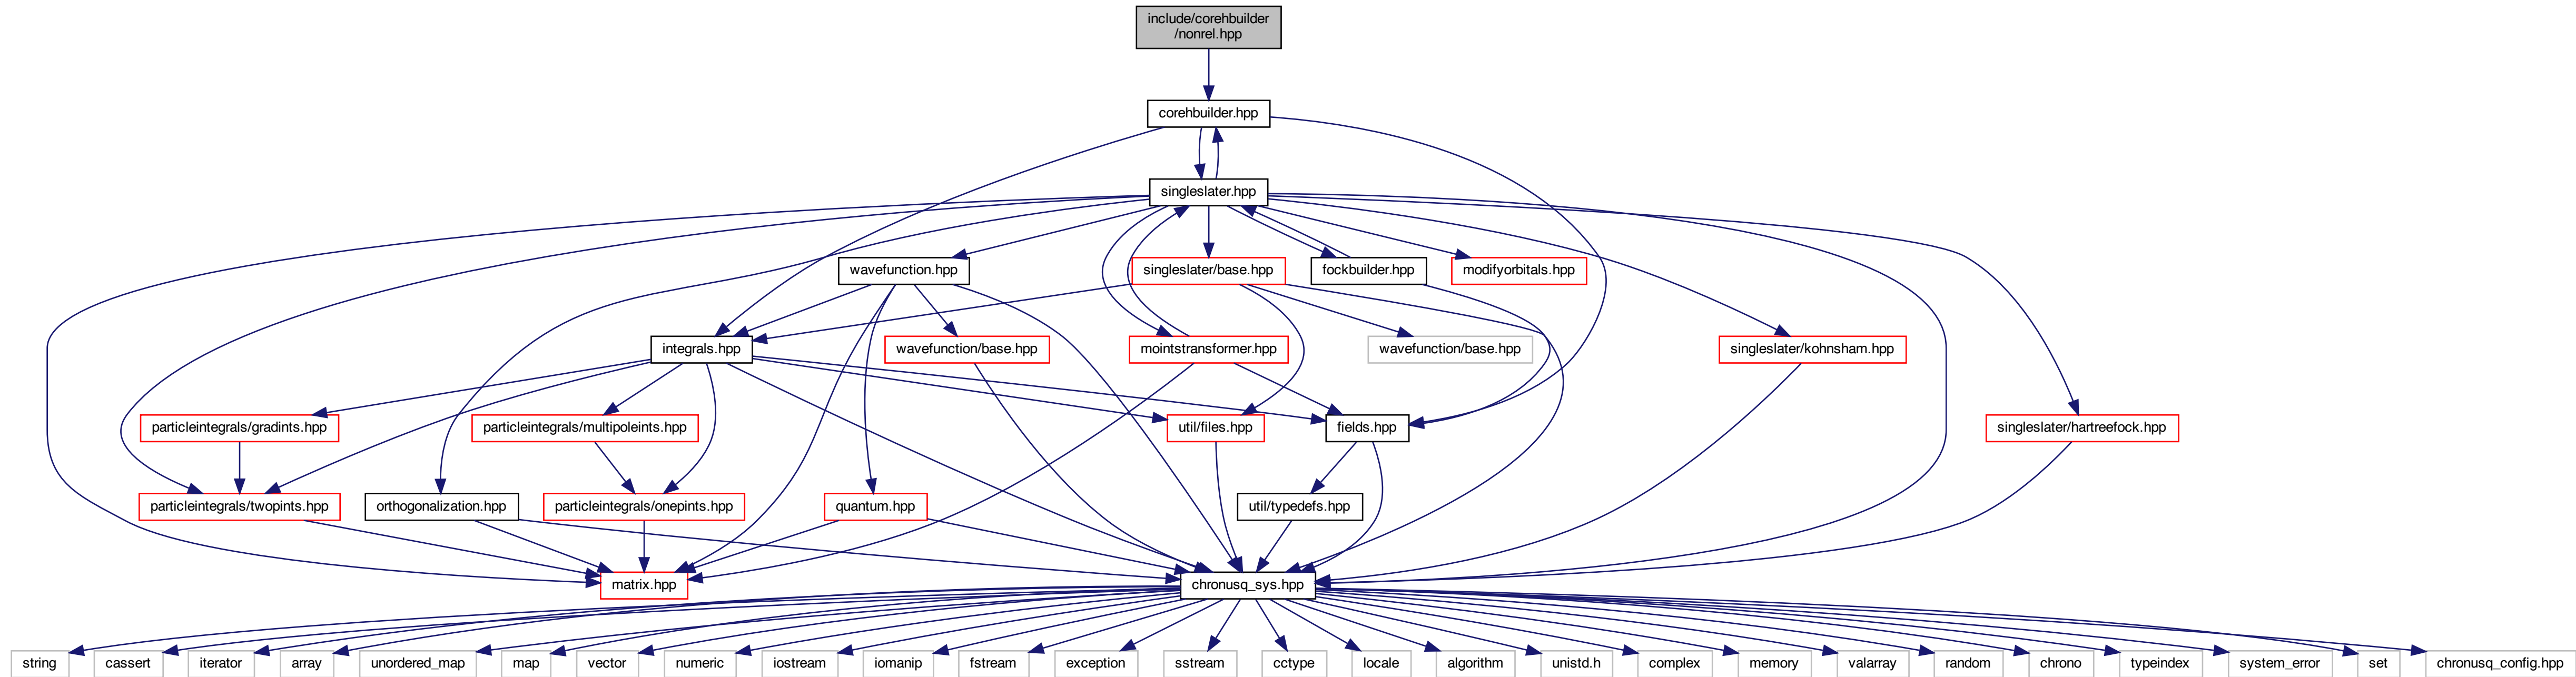 include/corehbuilder
/nonrel.hpp
corehbuilder.hpp
singleslater.hpp
wavefunction.hpp
singleslater/base.hpp
fockbuilder.hpp
modifyorbitals.hpp
integrals.hpp
wavefunction/base.hpp
mointstransformer.hpp
wavefunction/base.hpp
singleslater/kohnsham.hpp
particleintegrals/gradints.hpp
particleintegrals/multipoleints.hpp
util/files.hpp
fields.hpp
singleslater/hartreefock.hpp
particleintegrals/twopints.hpp
orthogonalization.hpp
particleintegrals/onepints.hpp
quantum.hpp
util/typedefs.hpp
matrix.hpp
chronusq_sys.hpp
string
cassert
iterator
array
unordered_map
map
vector
numeric
iostream
iomanip
fstream
exception
sstream
cctype
locale
algorithm
unistd.h
complex
memory
valarray
random
chrono
typeindex
system_error
set
chronusq_config.hpp